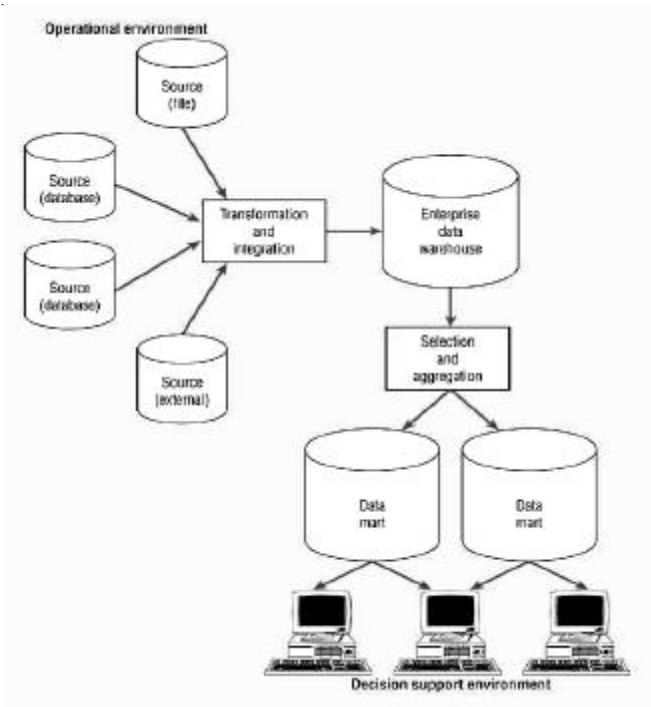 Operational environment
Source
(file)
Source
(database)
Source
(database)
Source
(external)
Transformation
and
integration
Enterprise
data
warehouse
Selection
and
aggregation
Data
mart
Data
mart
Decision support environment